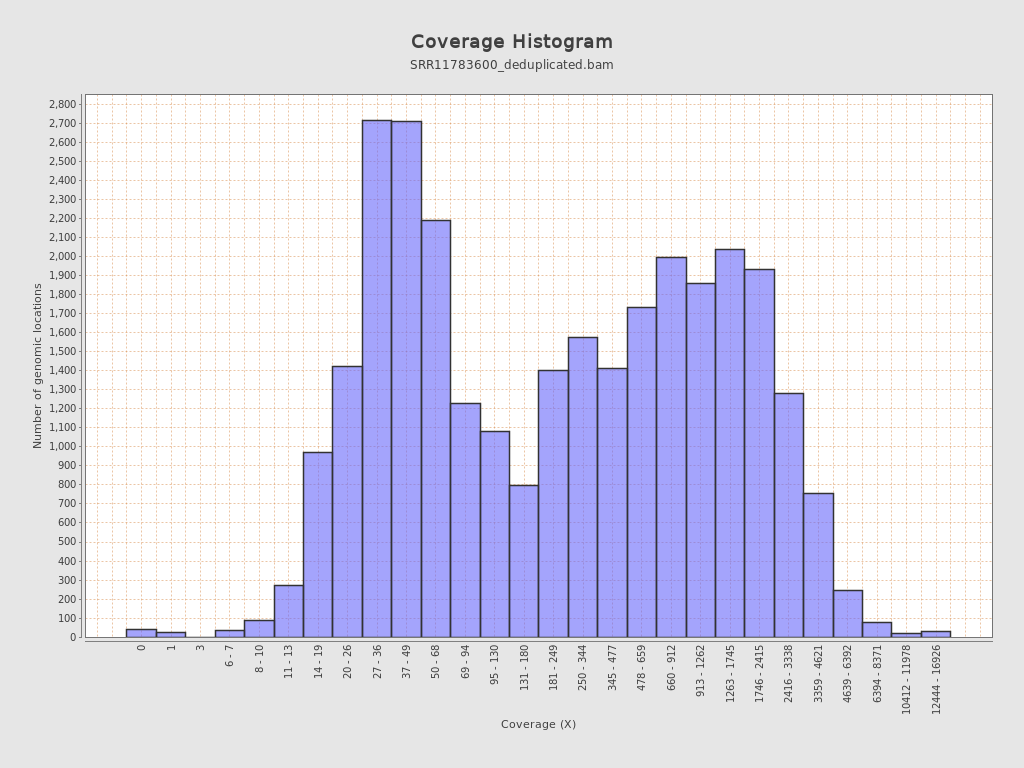 Coverage Histogram
SRR11783600_deduplicated.bam
2,800
2,700
2,600
2,500
2,400
2,300
2,200
2,100
2,000
1,900
1,800
1,700
1,600
1,500
1,400
1,300
1,200
1,100
1,000
900
800
700
600
500
400
300
200
100
0
Number of genomic locations
0
1
3
6 - 7
8 - 10
11 - 13
14 - 19
20 - 26
27 - 36
37 - 49
50 - 68
69 - 94
95 - 130
131 - 180
181 - 249
250 - 344
345 - 477
478 - 659
660 - 912
913 - 1262
1263 - 1745
1746 - 2415
2416 - 3338
3359 - 4621
4639 - 6392
6394 - 8371
10412 - 11978
12444 - 16926
Coverage (X)